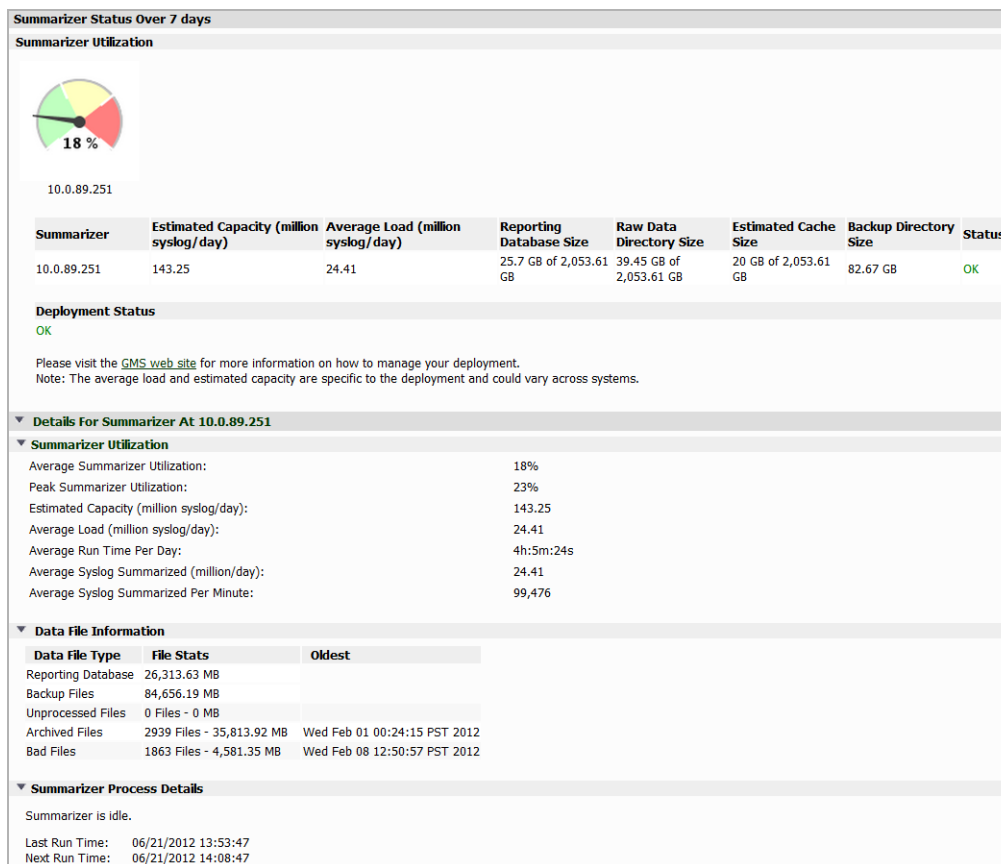 Summarizer Status Over 7 days
Summarizer Utilization
18 %
10.0.89.251
Summarizer Estimated Capacity (million syslog/day) Average Load (million syslog/day) Reporting Database Size Raw Data Directory Size Estimated Cache Size Backup Directory Size Status
10.0.89.251 143.25 24.41 25.7 GB of 2,053.61 GB 39.45 GB of 2,053.61 GB 20 GB of 2,053.61 GB 82.67 GB OK
Deployment Status
OK
Please visit the GMS web site for more information on how to manage your deployment.
Note: The average load and estimated capacity are specific to the deployment and could vary across systems.
Details For Summarizer At 10.0.89.251
Summarizer Utilization
Average Summarizer Utilization: 18%
Peak Summarizer Utilization: 23%
Estimated Capacity (million syslog/day): 143.25
Average Load (million syslog/day): 24.41
Average Run Time Per Day: 4h:5m:24s
Average Syslog Summarized (million/day): 24.41
Average Syslog Summarized Per Minute: 99,476
Data File Information
Data File Type File Stats Oldest
Reporting Database 26,313.63 MB
Backup Files 84,656.19 MB
Unprocessed Files 0 Files - 0 MB
Archived Files 2939 Files - 35,813.92 MB Wed Feb 01 00:24:15 PST 2012
Bad Files 1863 Files - 4,581.35 MB Wed Feb 08 12:50:57 PST 2012
Summarizer Process Details
Summarizer is idle.
Last Run Time: 06/21/2012 13:53:47
Next Run Time: 06/21/2012 14:08:47